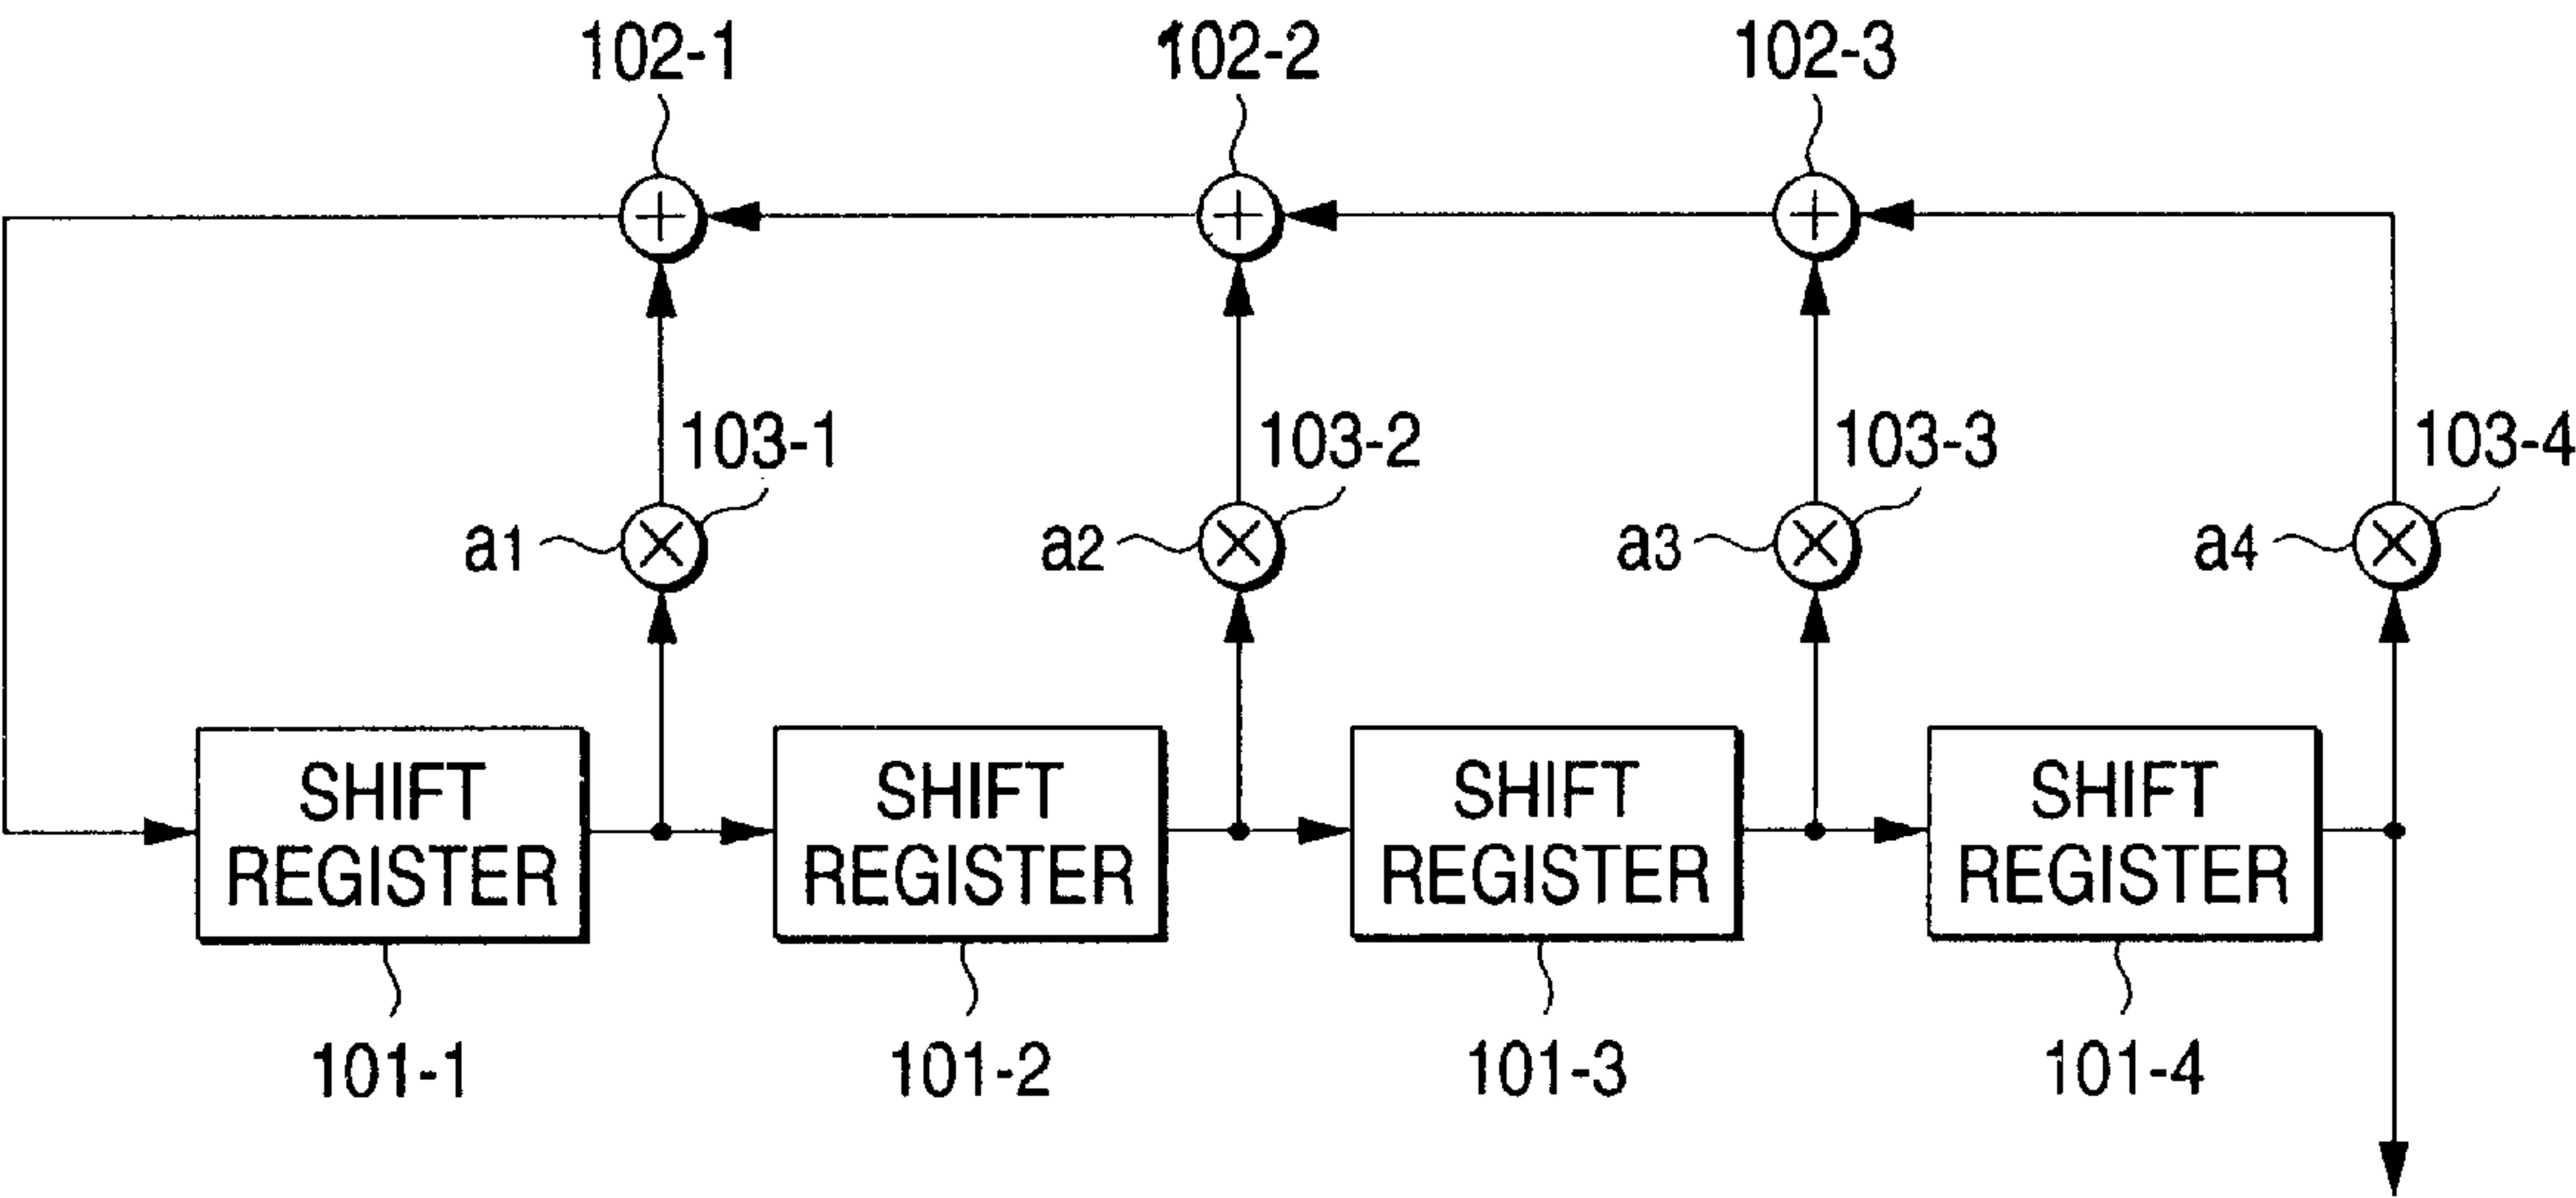 102-1 102-2 102-3
103-1 103-2 103-3 103-4
a1 a2 a3 a4
SHIFT SHIFT SHIFT SHIFT
REGISTER REGISTER REGISTER REGISTER
101-1 101-2 101-3 101-4